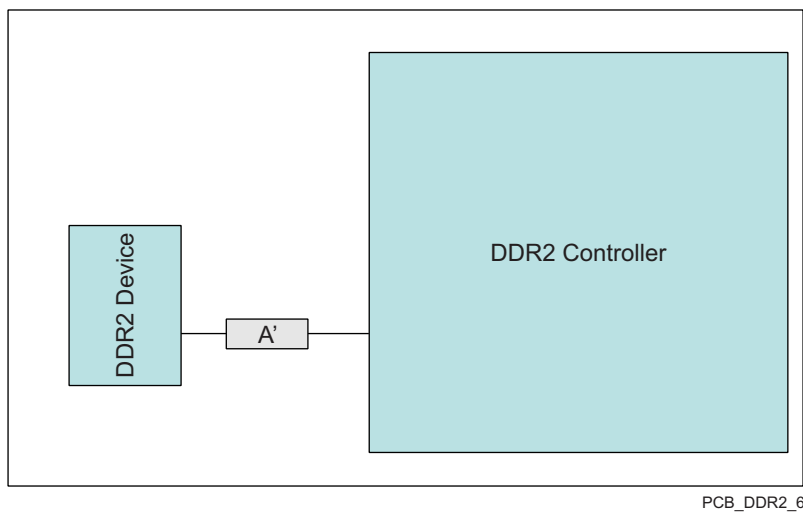 DDR2 Device
A’
DDR2 Controller
PCB_DDR2_6